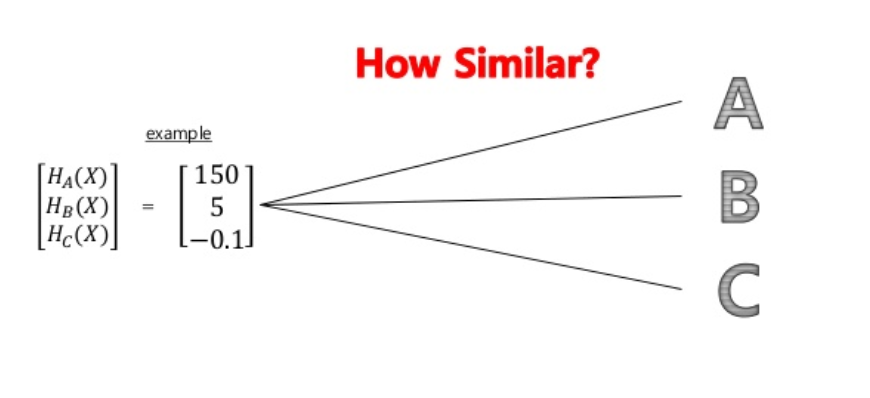 How Similar?
A
example
[H_A(X)] [150]
[H_B(X)] = [5] B
[H_C(X)] [−0.1]
C